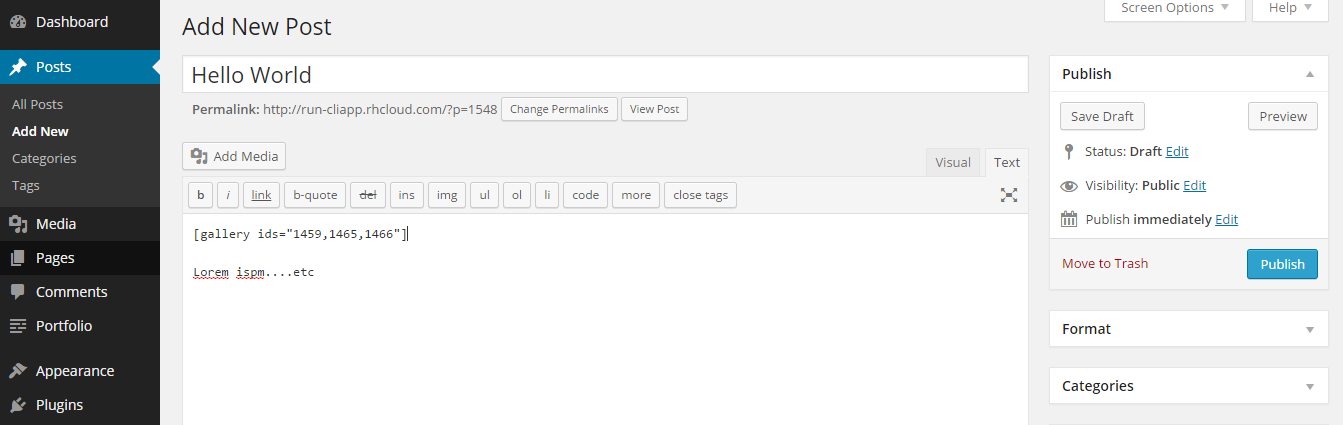 Dashboard
Posts
All Posts
Add New
Categories
Tags
Media
Pages
Comments
Portfolio
Appearance
Plugins
Screen Options
Help
Add New Post
Hello World
Permalink: http://run-cliapp.rhcloud.com/?p=1548 Change Permalinks View Post
Add Media
Visual Text
b i link b-quote del ins img ul ol li code more close tags
[gallery ids="1459,1465,1466"]
Lorem ispm....etc
Publish
Save Draft Preview
Status: Draft Edit
Visibility: Public Edit
Publish immediately Edit
Move to Trash Publish
Format
Categories